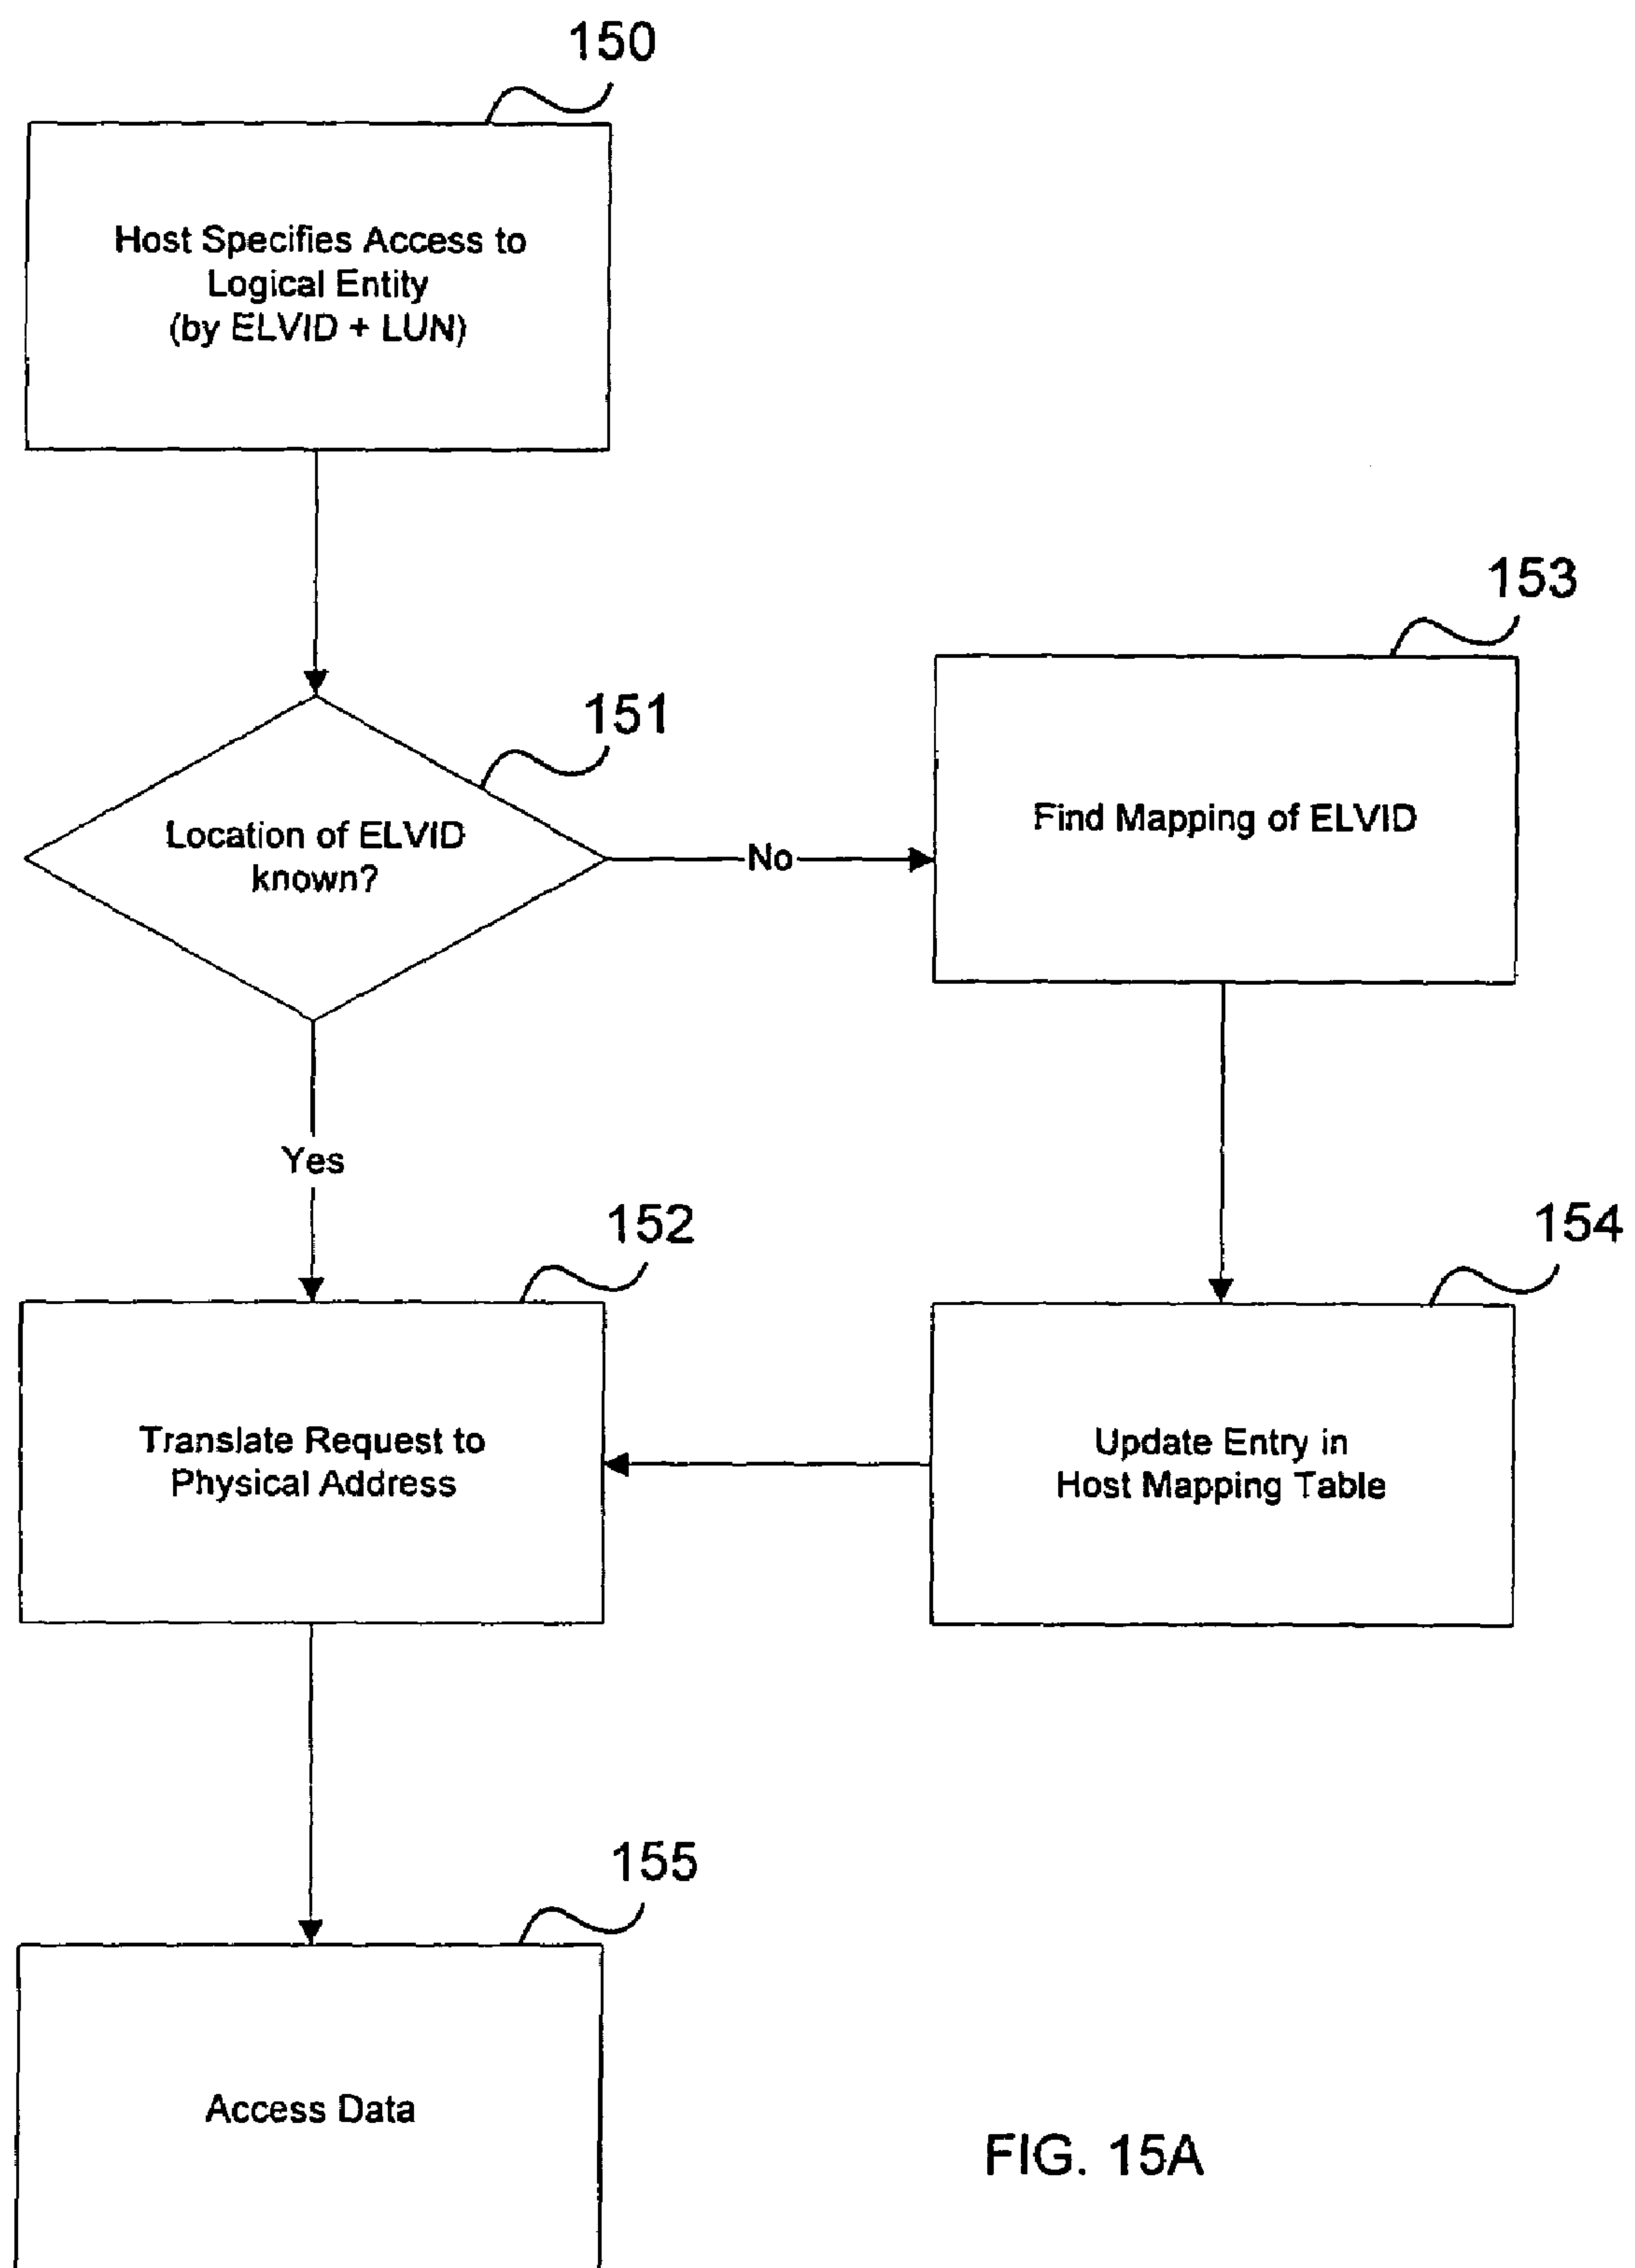 150
Host Specifies Access to
Logical Entity
(by ELVID + LUN)
151
Location of ELVID
known?
No
153
Find Mapping of ELVID
Yes
152
Translate Request to
Physical Address
154
Update Entry in
Host Mapping Table
155
Access Data
FIG. 15A